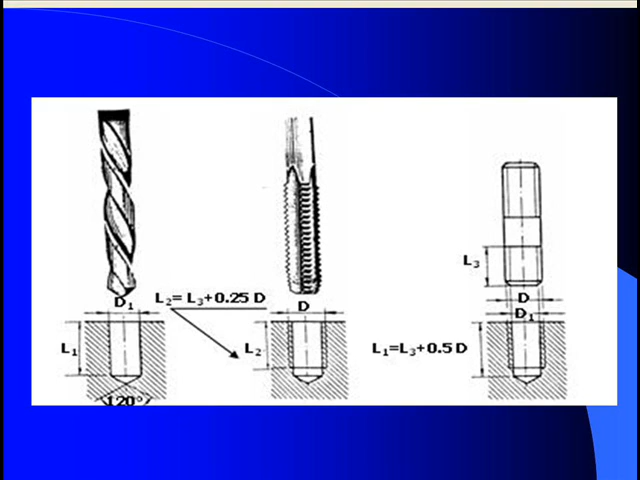 D₁
L₂= L₃+0.25 D
D
L₁
L₂
120°
L₃
D
D₁
L₁=L₃+0.5 D